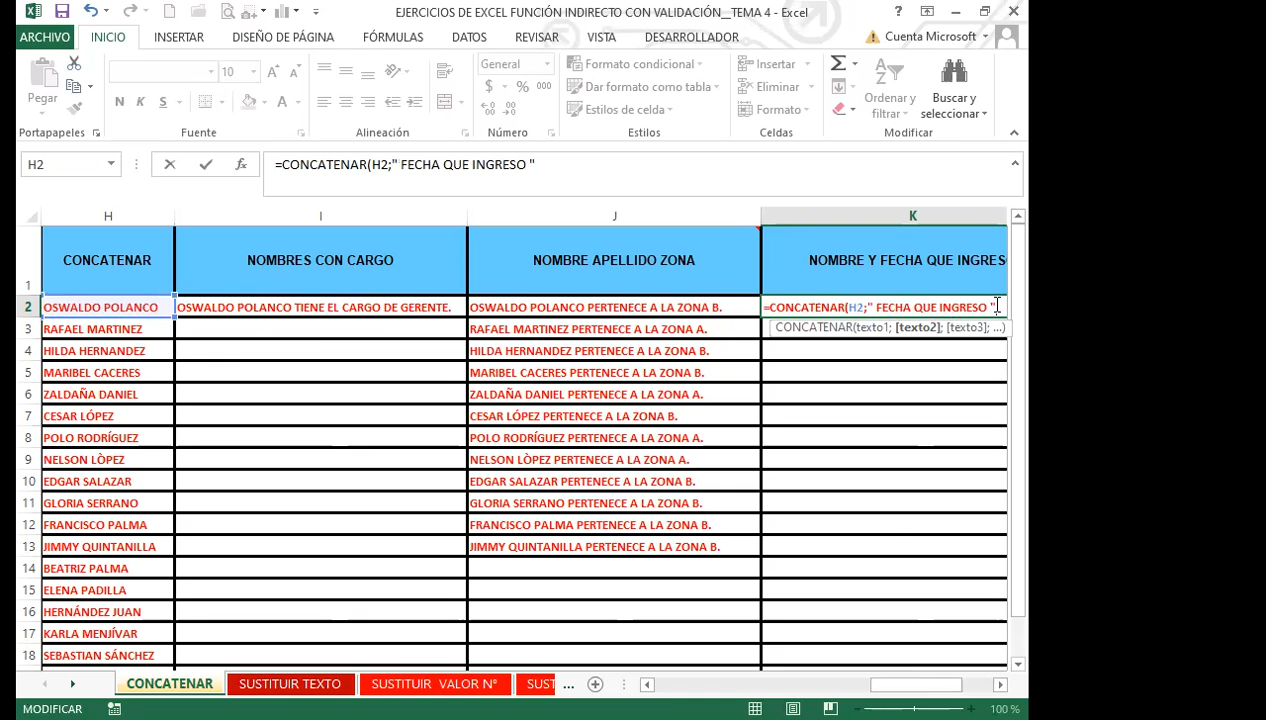 EJERCICIOS DE EXCEL FUNCIÓN INDIRECTO CON VALIDACIÓN__TEMA 4 - Excel
ARCHIVO INICIO INSERTAR DISEÑO DE PÁGINA FÓRMULAS DATOS REVISAR VISTA DESARROLLADOR Cuenta Microsoft
Pegar
Portapapeles
10
N K S
Fuente
Alineación
General
$ % 000
Número
Formato condicional
Dar formato como tabla
Estilos de celda
Estilos
Insertar
Eliminar
Formato
Celdas
Ordenar y filtrar
Buscar y seleccionar
Modificar
H2 =CONCATENAR(H2;" FECHA QUE INGRESO "
H I J K
1 CONCATENAR NOMBRES CON CARGO NOMBRE APELLIDO ZONA NOMBRE Y FECHA QUE INGRES
2 OSWALDO POLANCO OSWALDO POLANCO TIENE EL CARGO DE GERENTE. OSWALDO POLANCO PERTENECE A LA ZONA B. =CONCATENAR(H2;" FECHA QUE INGRESO "
CONCATENAR(texto1; [texto2]; [texto3]; ...)
3 RAFAEL MARTINEZ RAFAEL MARTINEZ PERTENECE A LA ZONA A.
4 HILDA HERNANDEZ HILDA HERNANDEZ PERTENECE A LA ZONA B.
5 MARIBEL CACERES MARIBEL CACERES PERTENECE A LA ZONA B.
6 ZALDAÑA DANIEL ZALDAÑA DANIEL PERTENECE A LA ZONA A.
7 CESAR LÓPEZ CESAR LÓPEZ PERTENECE A LA ZONA B.
8 POLO RODRÍGUEZ POLO RODRÍGUEZ PERTENECE A LA ZONA A.
9 NELSON LÒPEZ NELSON LÒPEZ PERTENECE A LA ZONA A.
10 EDGAR SALAZAR EDGAR SALAZAR PERTENECE A LA ZONA B.
11 GLORIA SERRANO GLORIA SERRANO PERTENECE A LA ZONA B.
12 FRANCISCO PALMA FRANCISCO PALMA PERTENECE A LA ZONA B.
13 JIMMY QUINTANILLA JIMMY QUINTANILLA PERTENECE A LA ZONA B.
14 BEATRIZ PALMA
15 ELENA PADILLA
16 HERNÁNDEZ JUAN
17 KARLA MENJÍVAR
18 SEBASTIAN SÁNCHEZ
CONCATENAR SUSTITUIR TEXTO SUSTITUIR VALOR N° SUST ...
MODIFICAR 100 %